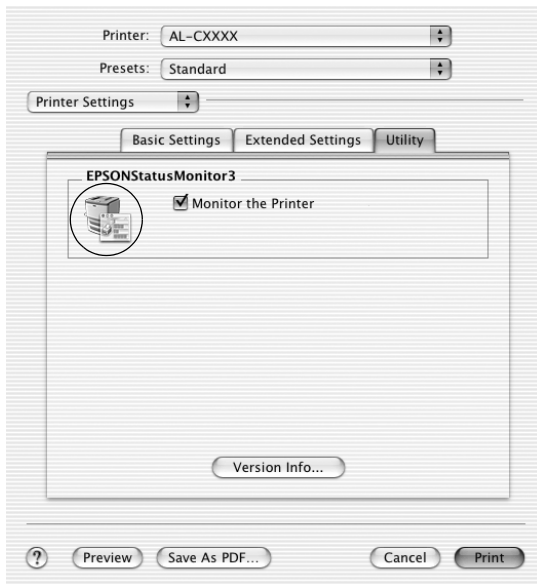 Printer: AL-CXXXX
Presets: Standard
Printer Settings
Basic Settings Extended Settings Utility
EPSONStatusMonitor3
Monitor the Printer
Version Info...
? Preview Save As PDF... Cancel Print